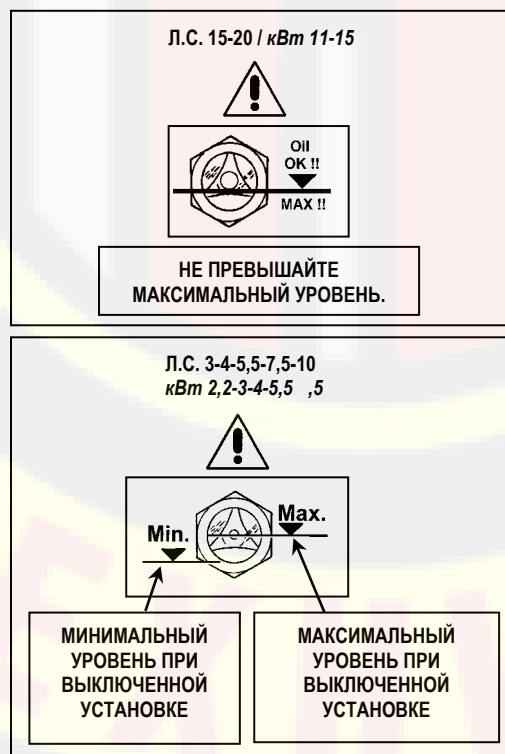 Л.С. 15-20 / кВт 11-15
Oil
OK !!
MAX !!
НЕ ПРЕВЫШАЙТЕ
МАКСИМАЛЬНЫЙ УРОВЕНЬ.
Л.С. 3-4-5,5-7,5-10
кВт 2,2-3-4-5,5 ,5
Min.
Max.
МИНИМАЛЬНЫЙ
УРОВЕНЬ ПРИ
ВЫКЛЮЧЕННОЙ
УСТАНОВКЕ
МАКСИМАЛЬНЫЙ
УРОВЕНЬ ПРИ
ВЫКЛЮЧЕННОЙ
УСТАНОВКЕ